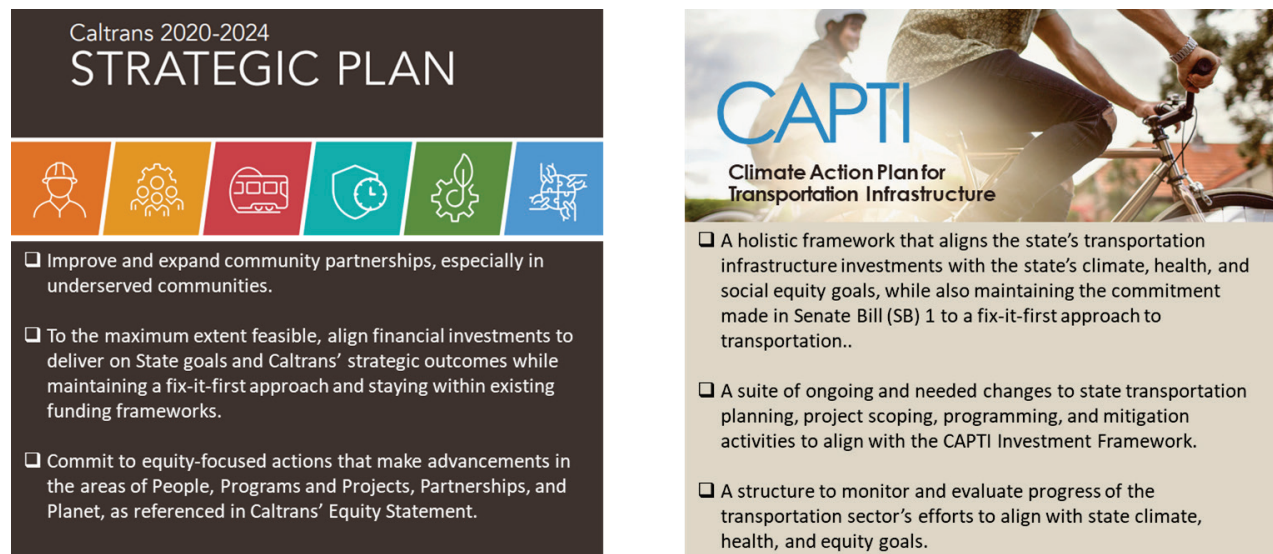 Caltrans 2020-2024
STRATEGIC PLAN
❑ Improve and expand community partnerships, especially in
underserved communities.
❑ To the maximum extent feasible, align financial investments to
deliver on State goals and Caltrans’ strategic outcomes while
maintaining a fix-it-first approach and staying within existing
funding frameworks.
❑ Commit to equity-focused actions that make advancements in
the areas of People, Programs and Projects, Partnerships, and
Planet, as referenced in Caltrans’ Equity Statement.
CAPTI
Climate Action Plan for
Transportation Infrastructure
❑ A holistic framework that aligns the state’s transportation
infrastructure investments with the state’s climate, health, and
social equity goals, while also maintaining the commitment
made in Senate Bill (SB) 1 to a fix-it-first approach to
transportation..
❑ A suite of ongoing and needed changes to state transportation
planning, project scoping, programming, and mitigation
activities to align with the CAPTI Investment Framework.
❑ A structure to monitor and evaluate progress of the
transportation sector’s efforts to align with state climate,
health, and equity goals.